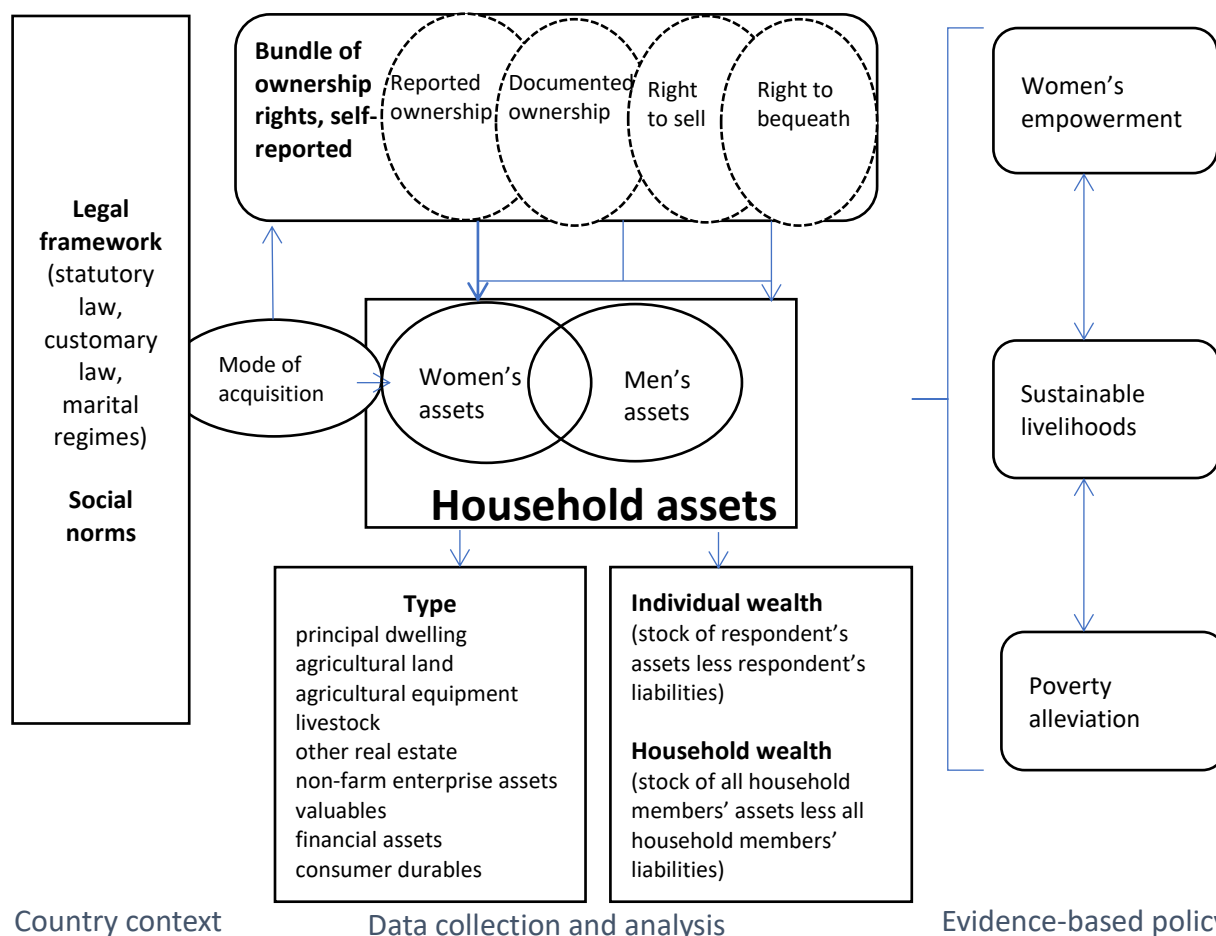 Legal
framework
(statutory
law,
customary
law,
marital
regimes)
Social
norms
Bundle of
ownership
rights, self-
reported
Reported
ownership
Documented
ownership
Right
to sell
Right to
bequeath
Mode of
acquisition
Women's
assets
Men's
assets
Household assets
Type
principal dwelling
agricultural land
agricultural equipment
livestock
other real estate
non-farm enterprise assets
valuables
financial assets
consumer durables
Individual wealth
(stock of respondent's
assets less respondent's
liabilities)
Household wealth
(stock of all household
members' assets less all
household members'
liabilities)
Women's
empowerment
Sustainable
livelihoods
Poverty
alleviation
Country context
Data collection and analysis
Evidence-based policy